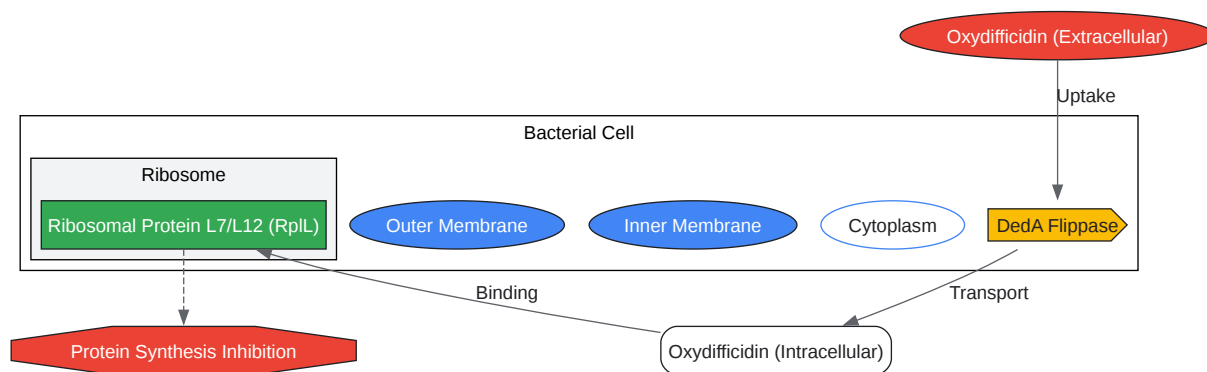 Oxydifficidin (Extracellular)
Uptake
Bacterial Cell
Ribosome
Ribosomal Protein L7/L12 (RplL)
Outer Membrane
Inner Membrane
Cytoplasm
DedA Flippase
Binding
Transport
Protein Synthesis Inhibition
Oxydifficidin (Intracellular)